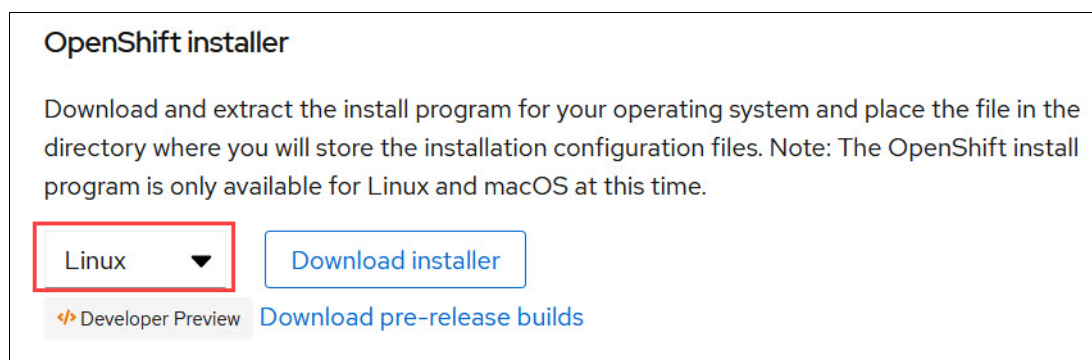 OpenShift installer
Download and extract the install program for your operating system and place the file in the
directory where you will store the installation configuration files. Note: The OpenShift install
program is only available for Linux and macOS at this time.
Linux Download installer
</> Developer Preview Download pre-release builds